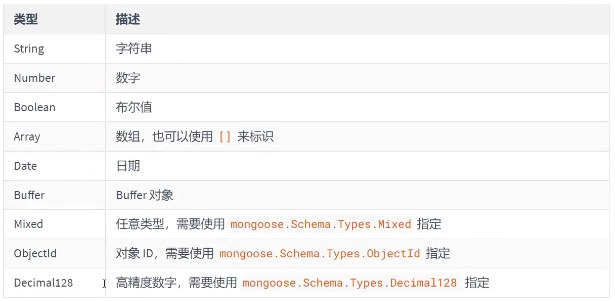 类型 描述
String 字符串
Number 数字
Boolean 布尔值
Array 数组，也可以使用 [] 来标识
Date 日期
Buffer Buffer 对象
Mixed 任意类型，需要使用 mongoose.Schema.Types.Mixed 指定
ObjectId 对象 ID，需要使用 mongoose.Schema.Types.ObjectId 指定
Decimal128 高精度数字，需要使用 mongoose.Schema.Types.Decimal128 指定